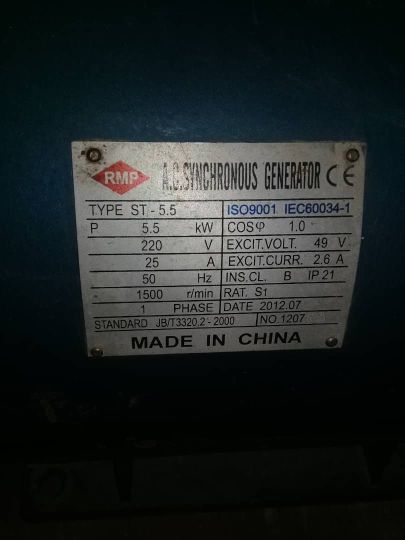 RMP A.C.SYNCHRONOUS GENERATOR CE
TYPE ST-5.5 ISO9001 IEC60034-1
P 5.5 kW COSφ 1.0
220 V EXCIT.VOLT. 49 V
25 A EXCIT.CURR. 2.6 A
50 Hz INS.CL. B IP 21
1500 r/min RAT. S1
1 PHASE DATE 2012.07
STANDARD JB/T3320.2-2000 NO.1207
MADE IN CHINA